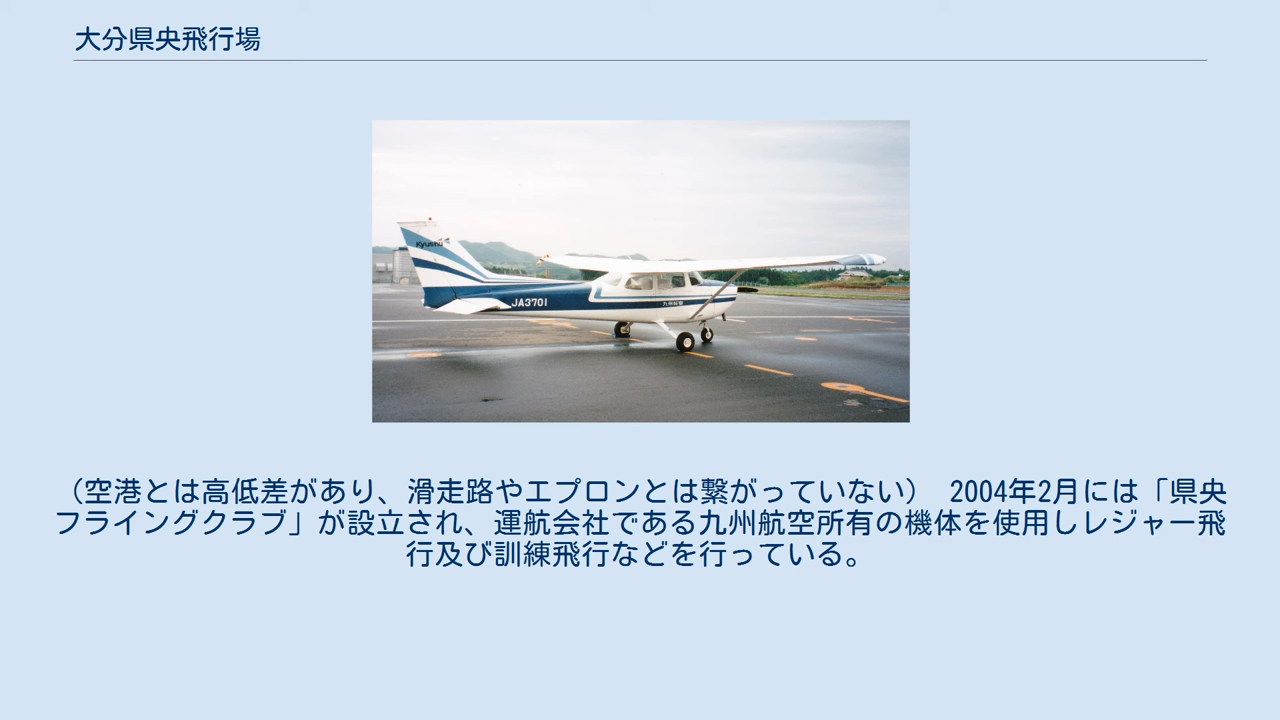 大分県央飛行場
Kyushu
JA3701
九州航空
（空港とは高低差があり、滑走路やエプロンとは繋がっていない） 2004年2月には「県央
フライングクラブ」が設立され、運航会社である九州航空所有の機体を使用しレジャー飛
行及び訓練飛行などを行っている。